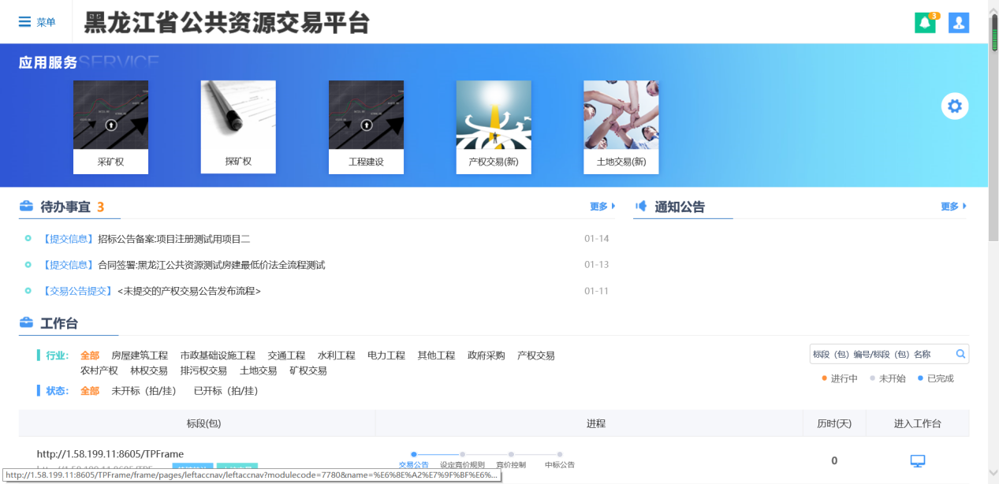 菜单
黑龙江省公共资源交易平台
3
应用服务SERVICE
采矿权
探矿权
工程建设
产权交易(新)
土地交易(新)
待办事宜 3
更多
通知公告
更多
【提交信息】招标公告备案:项目注册测试用项目二
01-14
【提交信息】合同签署:黑龙江公共资源测试房建最低价法全流程测试
01-13
【交易公告提交】<未提交的产权交易公告发布流程>
01-11
工作台
行业: 全部 房屋建筑工程 市政基础设施工程 交通工程 水利工程 电力工程 其他工程 政府采购 产权交易
农村产权 林权交易 排污权交易 土地交易 矿权交易
标段（包）编号/标段（包）名称
进行中 未开始 已完成
状态: 全部 未开标（拍/挂） 已开标（拍/挂）
标段(包) 进程 历时(天) 进入工作台
http://1.58.199.11:8605/TPFrame
交易公告 设定竞价规则 竞价控制 中标公告
0
http://1.58.199.11:8605/TPFrame/frame/pages/leftaccnav/leftaccnav?modulecode=7780&name=%E6%8E%A2%E7%9F%BF%E6%...